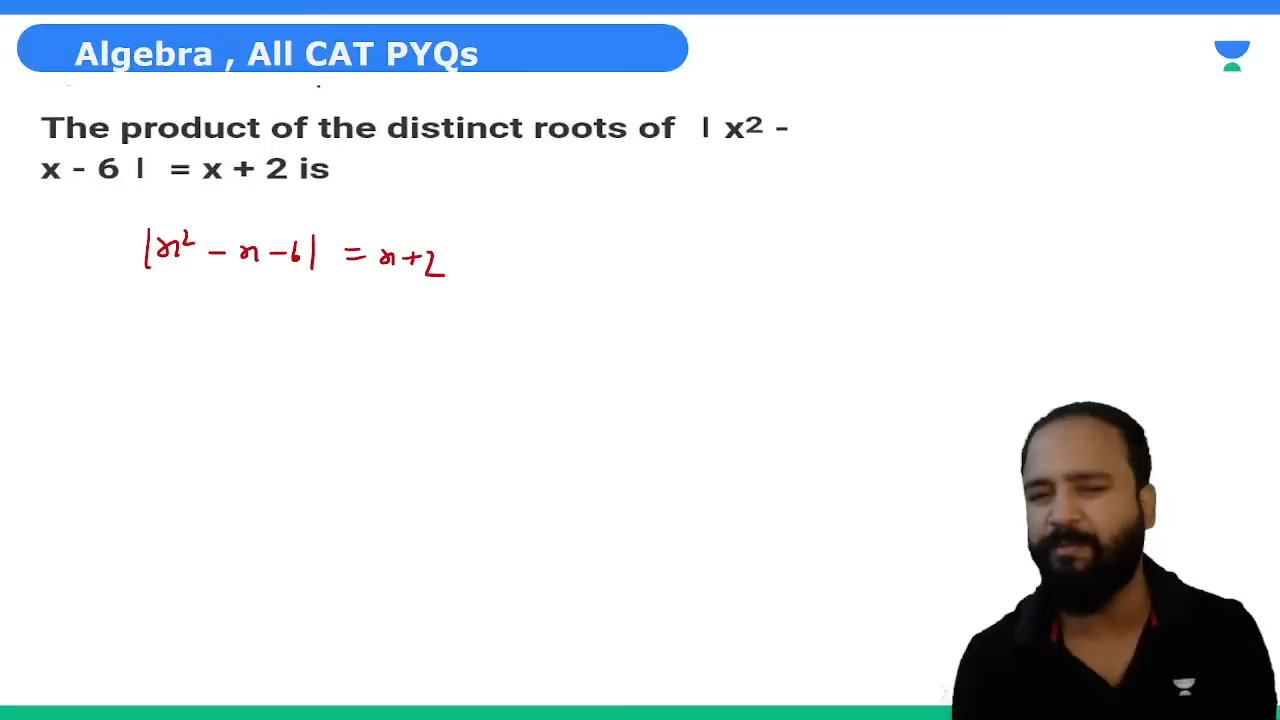 Algebra , All CAT PYQs
The product of the distinct roots of | x² -
x - 6 | = x + 2 is
|x² - x - 6| = x + 2